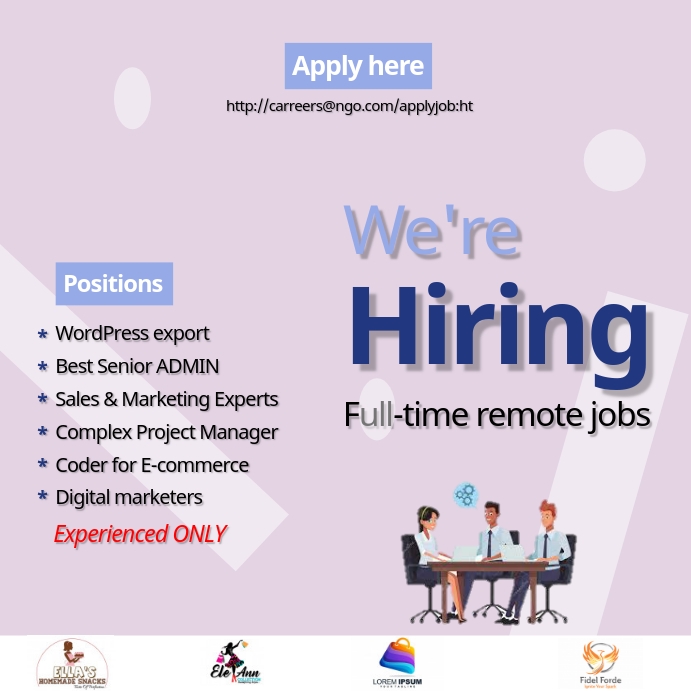 Apply here
http://carreers@ngo.com/applyjob:ht
We're
Hiring
Full-time remote jobs
Positions
* WordPress export
* Best Senior ADMIN
* Sales & Marketing Experts
* Complex Project Manager
* Coder for E-commerce
* Digital marketers
Experienced ONLY
ELLA'S
HOMEMADE SNACKS
Ele Ann
LOREM IPSUM
YOUR TAGLINE
Fidel Forde